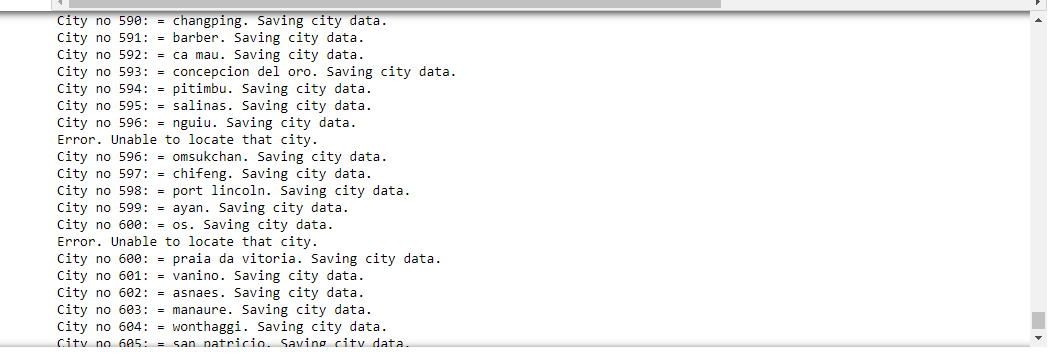 City no 590: = changping. Saving city data.
City no 591: = barber. Saving city data.
City no 592: = ca mau. Saving city data.
City no 593: = concepcion del oro. Saving city data.
City no 594: = pitimbu. Saving city data.
City no 595: = salinas. Saving city data.
City no 596: = nguiu. Saving city data.
Error. Unable to locate that city.
City no 596: = omsukchan. Saving city data.
City no 597: = chifeng. Saving city data.
City no 598: = port lincoln. Saving city data.
City no 599: = ayan. Saving city data.
City no 600: = os. Saving city data.
Error. Unable to locate that city.
City no 600: = praia da vitoria. Saving city data.
City no 601: = vanino. Saving city data.
City no 602: = asnaes. Saving city data.
City no 603: = manaure. Saving city data.
City no 604: = wonthaggi. Saving city data.
City no 605: = san patricio. Saving city data.